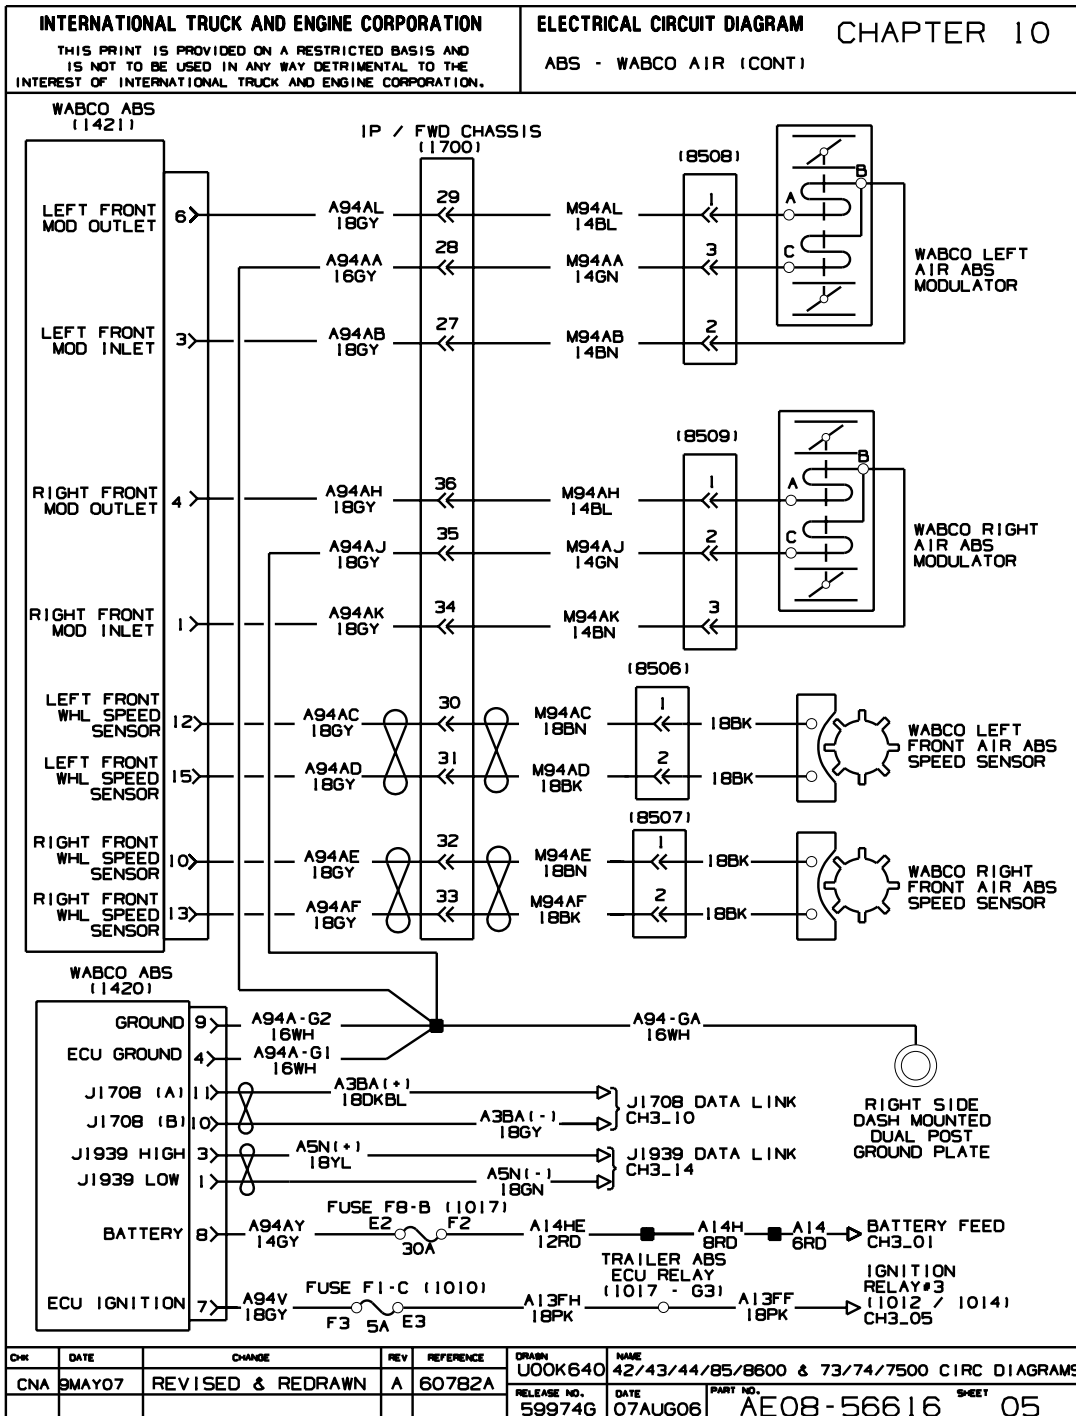 INTERNATIONAL TRUCK AND ENGINE CORPORATION
THIS PRINT IS PROVIDED ON A RESTRICTED BASIS AND
IS NOT TO BE USED IN ANY WAY DETRIMENTAL TO THE
INTEREST OF INTERNATIONAL TRUCK AND ENGINE CORPORATION.
ELECTRICAL CIRCUIT DIAGRAM
ABS - WABCO AIR (CONT)
CHAPTER 10
WABCO ABS
(1421)
IP / FWD CHASSIS
(1700)
(8508)
LEFT FRONT
MOD OUTLET
6
A94AL
18GY
29
M94AL
14BL
1
A
B
A94AA
16GY
28
M94AA
14GN
3
C
WABCO LEFT
AIR ABS
MODULATOR
LEFT FRONT
MOD INLET
3
A94AB
18GY
27
M94AB
14BN
2
(8509)
RIGHT FRONT
MOD OUTLET
4
A94AH
18GY
36
M94AH
14BL
1
A
B
A94AJ
18GY
35
M94AJ
14GN
2
C
WABCO RIGHT
AIR ABS
MODULATOR
RIGHT FRONT
MOD INLET
1
A94AK
18GY
34
M94AK
14BN
3
(8506)
LEFT FRONT
WHL SPEED
SENSOR
12
A94AC
18GY
30
M94AC
18BN
1
18BK
LEFT FRONT
WHL SPEED
SENSOR
15
A94AD
18GY
31
M94AD
18BK
2
18BK
WABCO LEFT
FRONT AIR ABS
SPEED SENSOR
(8507)
RIGHT FRONT
WHL SPEED
SENSOR
10
A94AE
18GY
32
M94AE
18BN
1
18BK
RIGHT FRONT
WHL SPEED
SENSOR
13
A94AF
18GY
33
M94AF
18BK
2
18BK
WABCO RIGHT
FRONT AIR ABS
SPEED SENSOR
WABCO ABS
(1420)
GROUND
9
A94A-G2
16WH
A94-GA
16WH
ECU GROUND
4
A94A-G1
16WH
J1708 (A)
11
A3BA(+)
18DKBL
J1708 (B)
10
A3BA(-)
18GY
J1708 DATA LINK
CH3_10
RIGHT SIDE
DASH MOUNTED
DUAL POST
GROUND PLATE
J1939 HIGH
3
A5N(+)
18YL
J1939 LOW
1
A5N(-)
18GN
J1939 DATA LINK
CH3_14
FUSE F8-B (1017)
BATTERY
8
A94AY
14GY
E2
F2
30A
A14HE
12RD
A14H
8RD
A14
6RD
BATTERY FEED
CH3_01
TRAILER ABS
ECU RELAY
(1017 - G3)
FUSE F1-C (1010)
ECU IGNITION
7
A94V
18GY
F3
5A
E3
A13FH
18PK
A13FF
18PK
IGNITION
RELAY#3
(1012 / 1014)
CH3_05
CHK DATE CHANGE REV REFERENCE
CNA 9MAY07 REVISED & REDRAWN A 60782A
DRAWN
U00K640
NAME
42/43/44/85/8600 & 73/74/7500 CIRC DIAGRAMS
RELEASE NO.
59974G
DATE
07AUG06
PART NO.
AE08-56616
SHEET
05